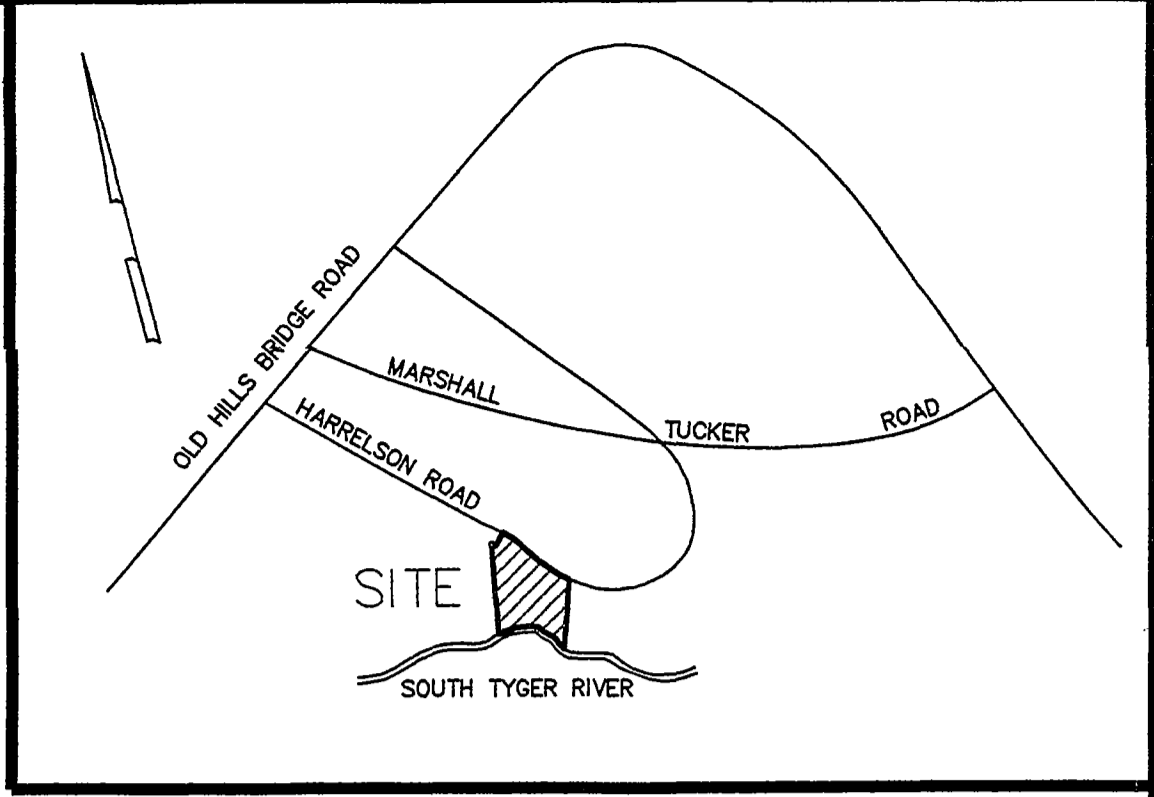 OLD HILLS BRIDGE ROAD
MARSHALL TUCKER ROAD
HARRELSON ROAD
SITE
SOUTH TYGER RIVER